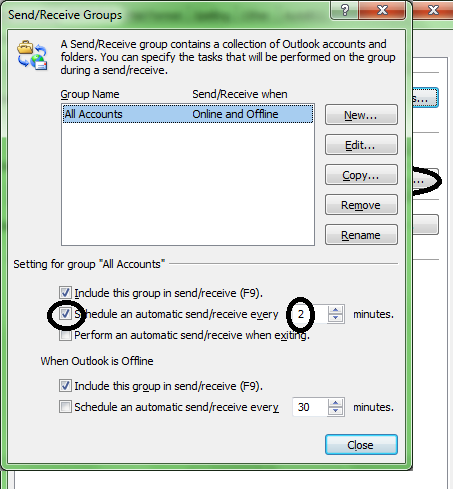 Send/Receive Groups
A Send/Receive group contains a collection of Outlook accounts and
folders. You can specify the tasks that will be performed on the group
during a send/receive.
Group Name Send/Receive when
All Accounts Online and Offline
New...
Edit...
Copy...
Remove
Rename
Setting for group "All Accounts"
Include this group in send/receive (F9).
Schedule an automatic send/receive every 2 minutes.
Perform an automatic send/receive when exiting.
When Outlook is Offline
Include this group in send/receive (F9).
Schedule an automatic send/receive every 30 minutes.
Close